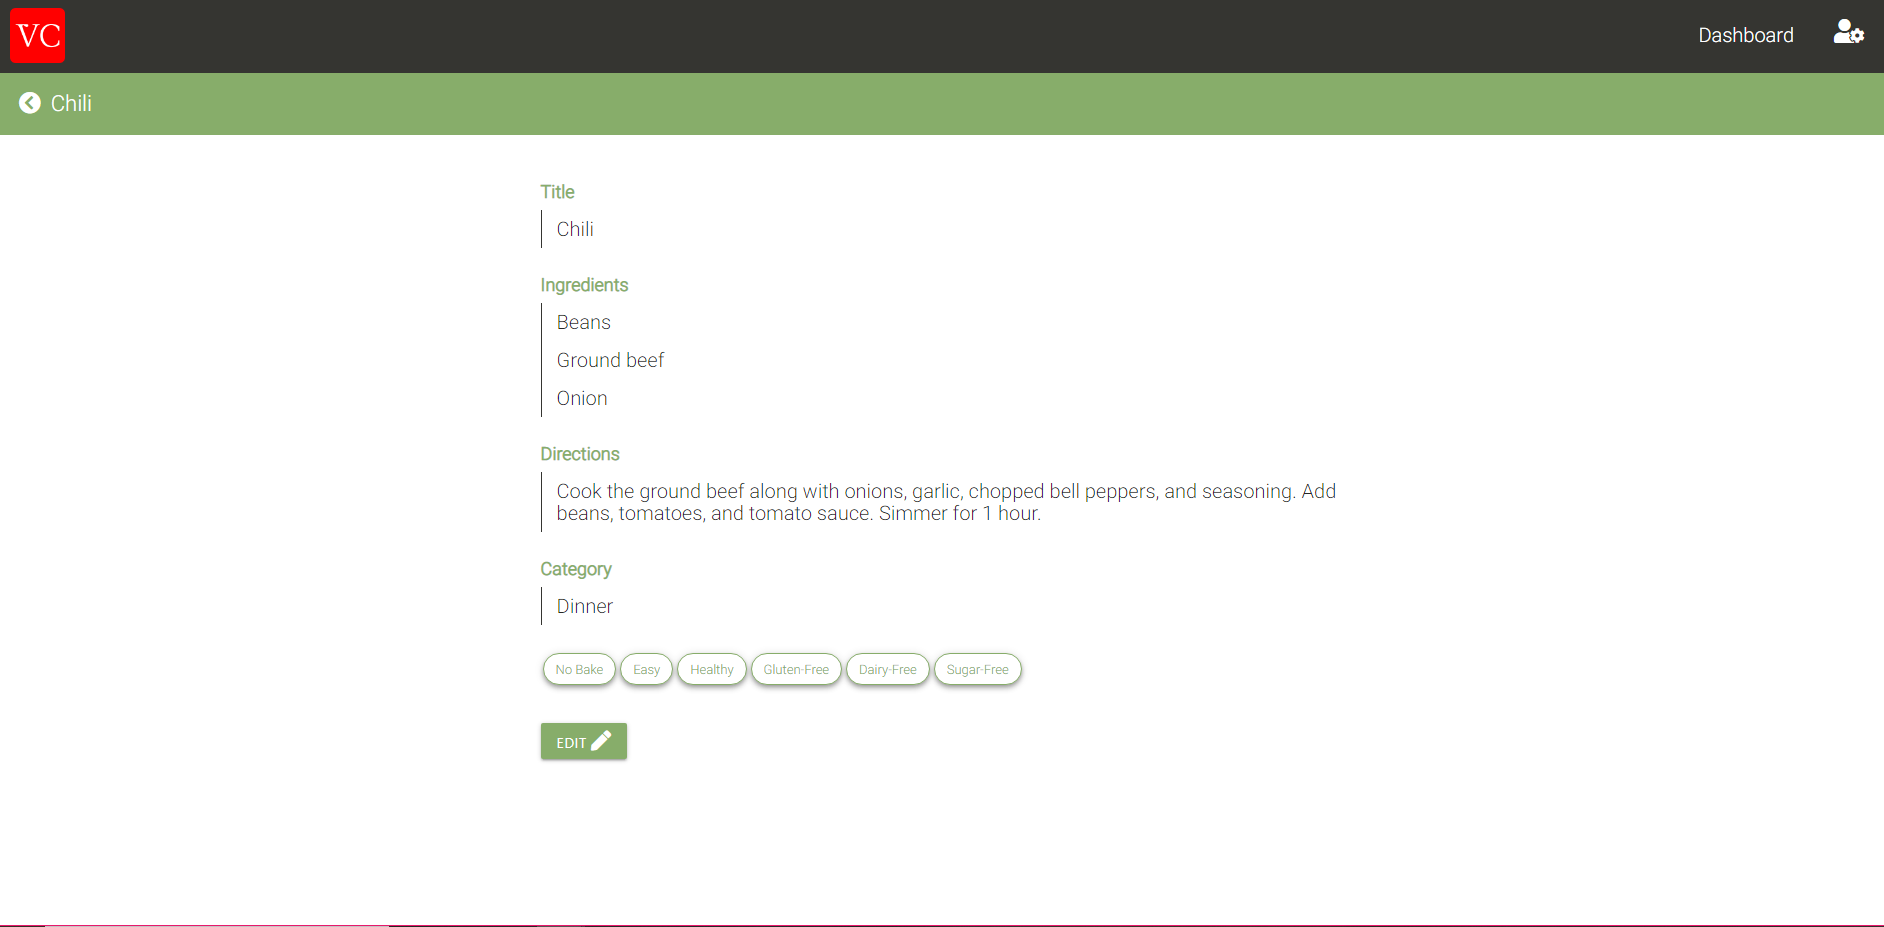 VC
Dashboard
Chili
Title
Chili
Ingredients
Beans
Ground beef
Onion
Directions
Cook the ground beef along with onions, garlic, chopped bell peppers, and seasoning. Add
beans, tomatoes, and tomato sauce. Simmer for 1 hour.
Category
Dinner
No Bake Easy Healthy Gluten-Free Dairy-Free Sugar-Free
EDIT